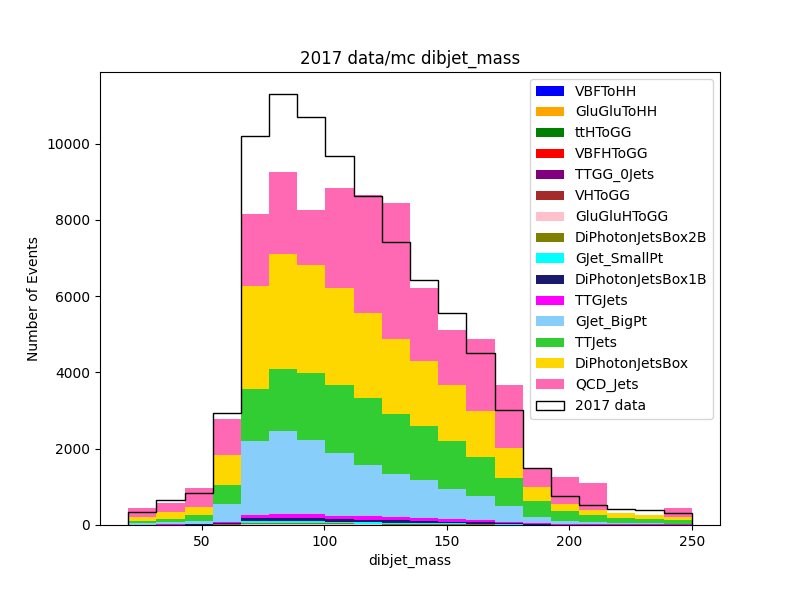 2017 data/mc dibjet_mass
Number of Events
10000
8000
6000
4000
2000
0
50
100
150
200
250
dibjet_mass
VBFToHH
GluGluToHH
ttHToGG
VBFHToGG
TTGG_0Jets
VHToGG
GluGluHToGG
DiPhotonJetsBox2B
GJet_SmallPt
DiPhotonJetsBox1B
TTGJets
GJet_BigPt
TTJets
DiPhotonJetsBox
QCD_Jets
2017 data